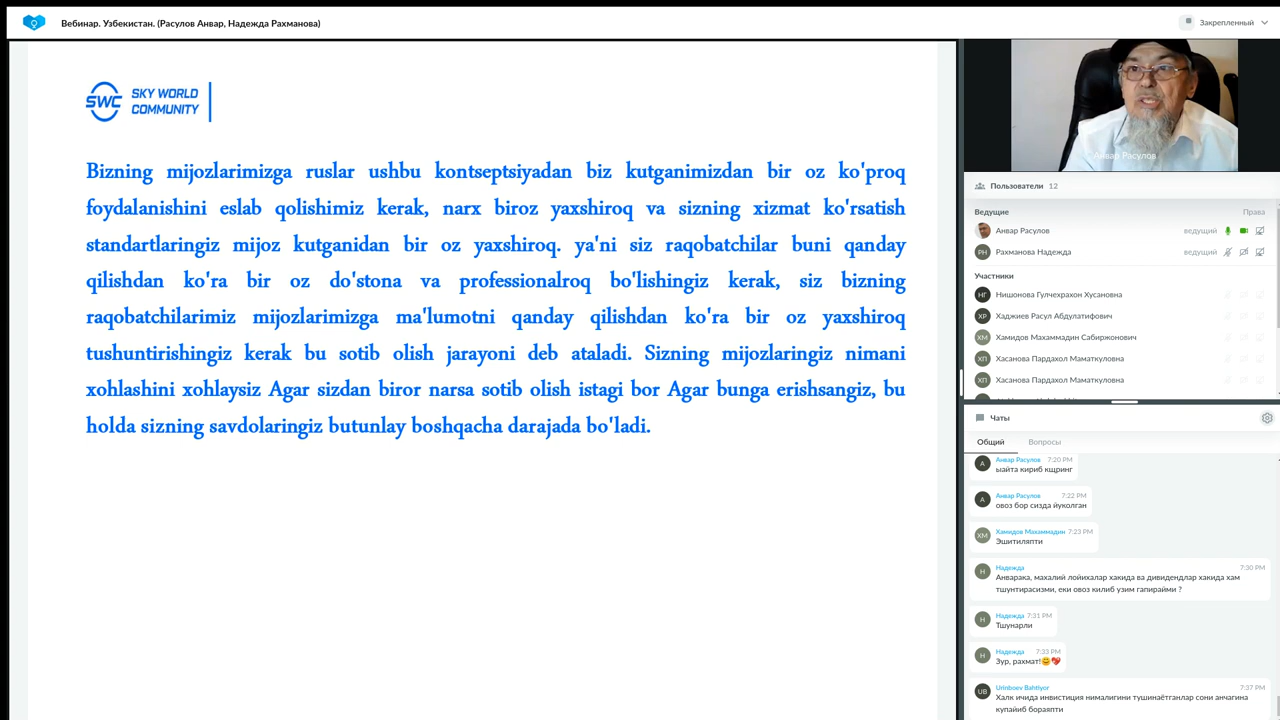 Вебинар. Узбекистан. (Расулов Анвар, Надежда Рахманова)
Закрепленный
SWC
SKY WORLD
COMMUNITY
Bizning mijozlarimizga ruslar ushbu kontseptsiyadan biz kutganimizdan bir oz ko'proq
foydalanishini eslab qolishimiz kerak, narx biroz yaxshiroq va sizning xizmat ko'rsatish
standartlaringiz mijoz kutganidan bir oz yaxshiroq. ya'ni siz raqobatchilar buni qanday
qilishdan ko'ra bir oz do'stona va professionalroq bo'lishingiz kerak, siz bizning
raqobatchilarimiz mijozlarimizga ma'lumotni qanday qilishdan ko'ra bir oz yaxshiroq
tushuntirishingiz kerak bu sotib olish jarayoni deb ataladi. Sizning mijozlaringiz nimani
xohlashini xohlaysiz Agar sizdan biror narsa sotib olish istagi bor Agar bunga erishsangiz, bu
holda sizning savdolaringiz butunlay boshqacha darajada bo'ladi.
Анвар Расулов
Пользователи 12
Ведущие Права
Анвар Расулов ведущий
РН Рахманова Надежда ведущий
Участники
НГ Нишонова Гулчехрахон Хусановна
ХР Хаджиев Расул Абдулатифович
ХМ Хамидов Махаммадин Сабиржонович
ХП Хасанова Пардахол Маматкуловна
ХП Хасанова Пардахол Маматкуловна
Чаты
Общий Вопросы
А Анвар Расулов 7:20 PM
ыайта кириб кщринг
А Анвар Расулов 7:22 PM
овоз бор сизда йуколган
ХМ Хамидов Махаммадин 7:23 PM
Эшитиляпти
Н Надежда 7:30 PM
Анварака, махалий лойихалар хакида ва дивидендлар хакида хам
тшунтирасизми, еки овоз килиб узим гапирайми ?
Н Надежда 7:31 PM
Тшунарли
Н Надежда 7:33 PM
Зур, рахмат!😊💖
UB Urinboev Bahtiyor 7:37 PM
Халк ичида инвистиция нималигини тушинаётганлар сони анчагина
купайиб бораяпти